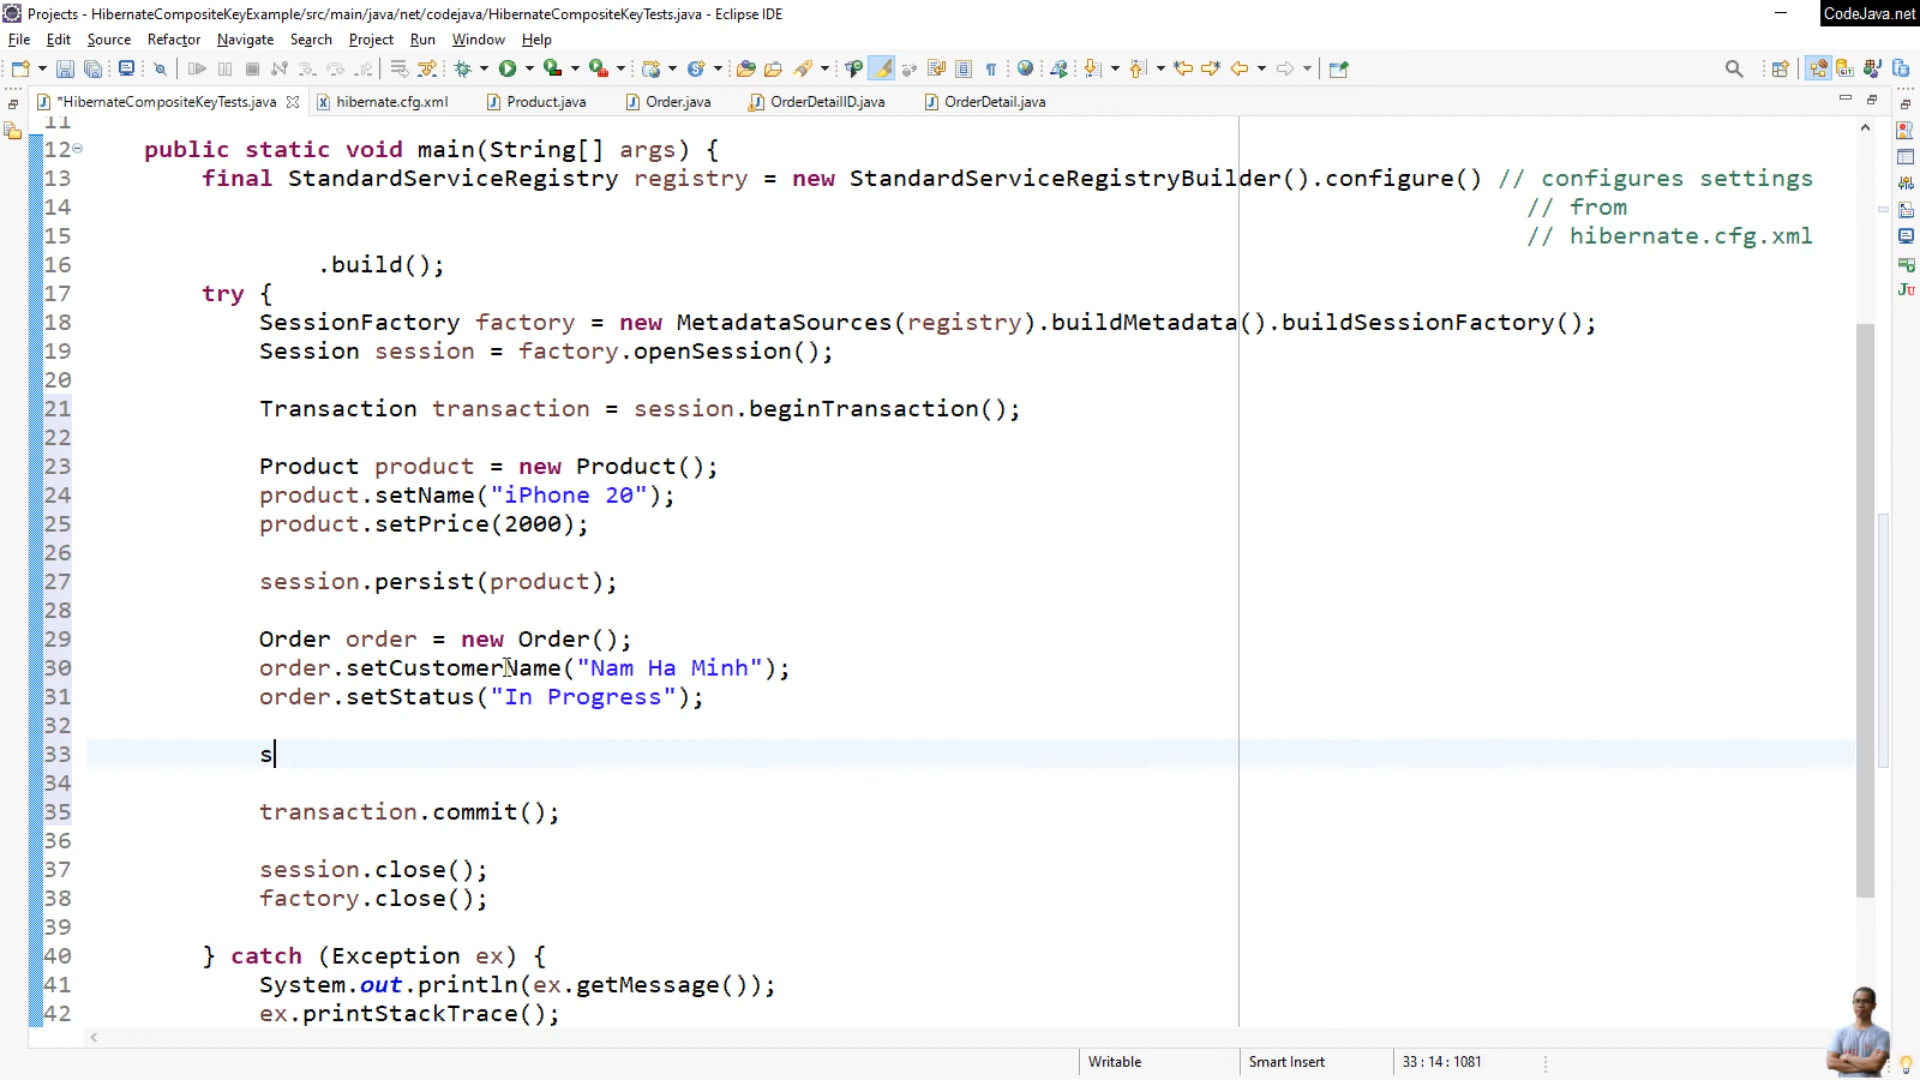 Projects - HibernateCompositeKeyExample/src/main/java/net/codejava/HibernateCompositeKeyTests.java - Eclipse IDE
CodeJava.net
File Edit Source Refactor Navigate Search Project Run Window Help
*HibernateCompositeKeyTests.java hibernate.cfg.xml Product.java Order.java OrderDetailID.java OrderDetail.java
11
12 public static void main(String[] args) {
13 final StandardServiceRegistry registry = new StandardServiceRegistryBuilder().configure() // configures settings
14 // from
15 // hibernate.cfg.xml
16 .build();
17 try {
18 SessionFactory factory = new MetadataSources(registry).buildMetadata().buildSessionFactory();
19 Session session = factory.openSession();
20
21 Transaction transaction = session.beginTransaction();
22
23 Product product = new Product();
24 product.setName("iPhone 20");
25 product.setPrice(2000);
26
27 session.persist(product);
28
29 Order order = new Order();
30 order.setCustomerName("Nam Ha Minh");
31 order.setStatus("In Progress");
32
33 s
34
35 transaction.commit();
36
37 session.close();
38 factory.close();
39
40 } catch (Exception ex) {
41 System.out.println(ex.getMessage());
42 ex.printStackTrace();
Writable Smart Insert 33 : 14 : 1081